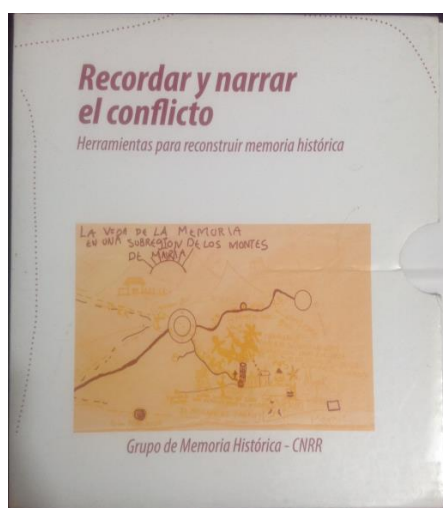 Recordar y narrar
el conflicto
Herramientas para reconstruir memoria histórica
LA VEDA DE LA MEMORIA
EN UNA SUBREGION DE LOS MONTES
DE MARIA
Grupo de Memoria Histórica - CNRR